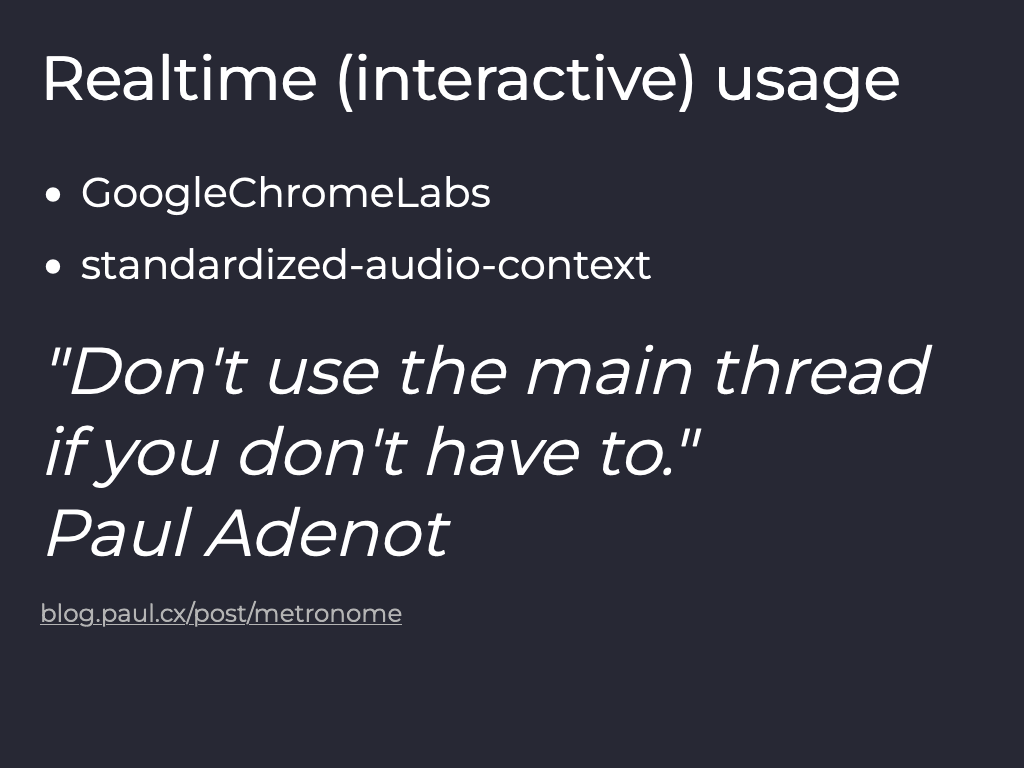 Realtime (interactive) usage
• GoogleChromeLabs
• standardized-audio-context
"Don't use the main thread
if you don't have to."
Paul Adenot
blog.paul.cx/post/metronome